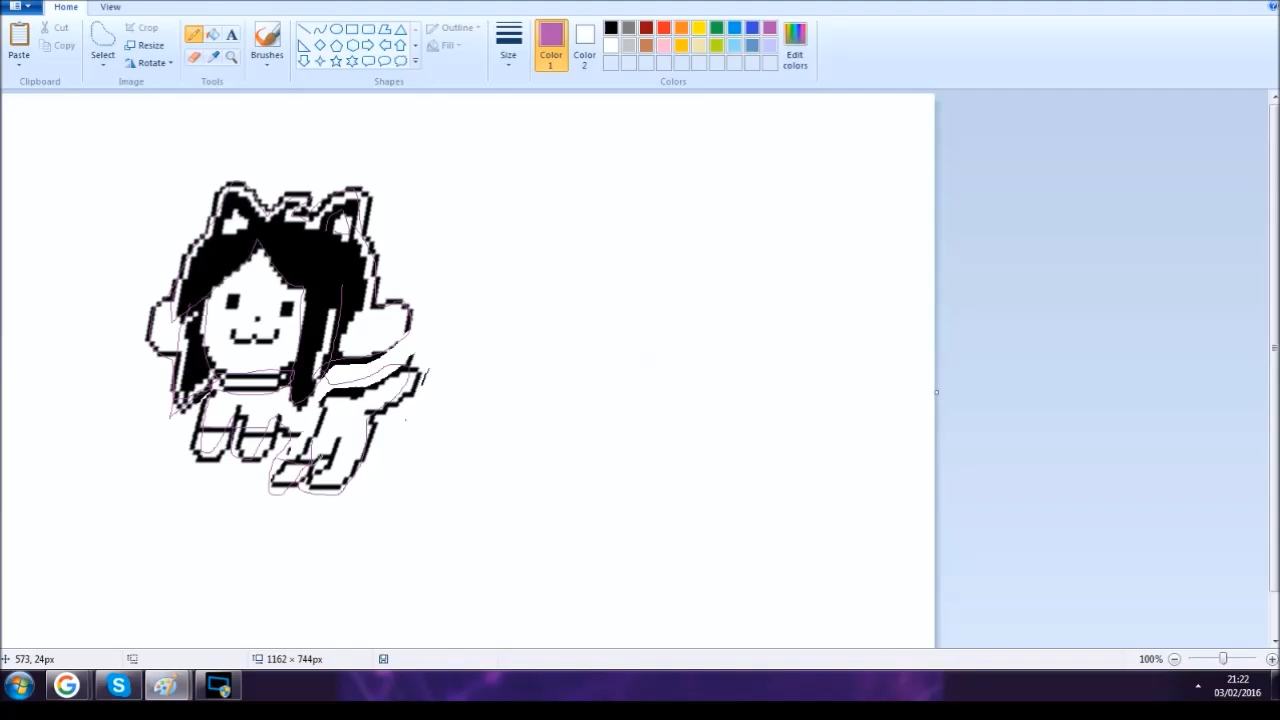 Home View
Paste
Cut
Copy
Clipboard
Select
Crop
Resize
Rotate
Image
A
Tools
Brushes
Outline
Fill
Shapes
Size
Color
1
Color
2
Edit
colors
Colors
573, 24px
1162 × 744px
100%
21:22
03/02/2016